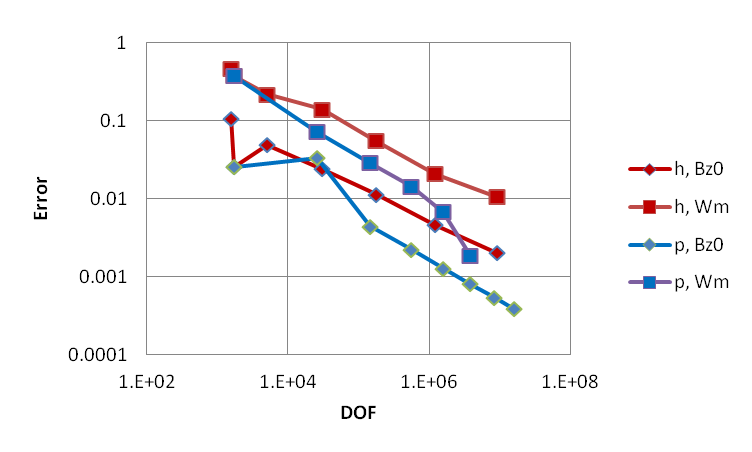 1
0.1
0.01
0.001
0.0001
Error
1.E+02 1.E+04 1.E+06 1.E+08
DOF
h, Bz0
h, Wm
p, Bz0
p, Wm